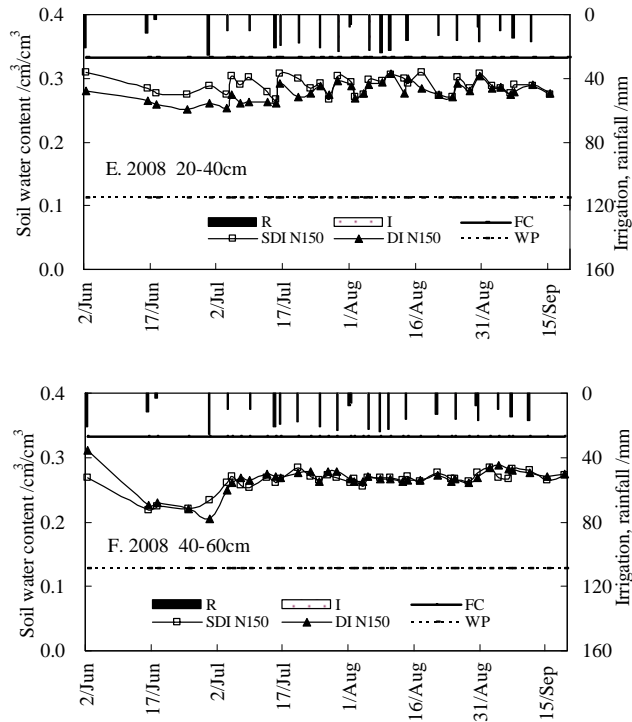 0.4
0.3
0.2
0.1
0.0
Soil water content /cm³/cm³
0
40
80
120
160
Irrigation, rainfall /mm
E. 2008 20-40cm
R I FC
SDI N150 DI N150 WP
2/Jun 17/Jun 2/Jul 17/Jul 1/Aug 16/Aug 31/Aug 15/Sep
0.4
0.3
0.2
0.1
0.0
Soil water content /cm³/cm³
0
40
80
120
160
Irrigation, rainfall /mm
F. 2008 40-60cm
R I FC
SDI N150 DI N150 WP
2/Jun 17/Jun 2/Jul 17/Jul 1/Aug 16/Aug 31/Aug 15/Sep